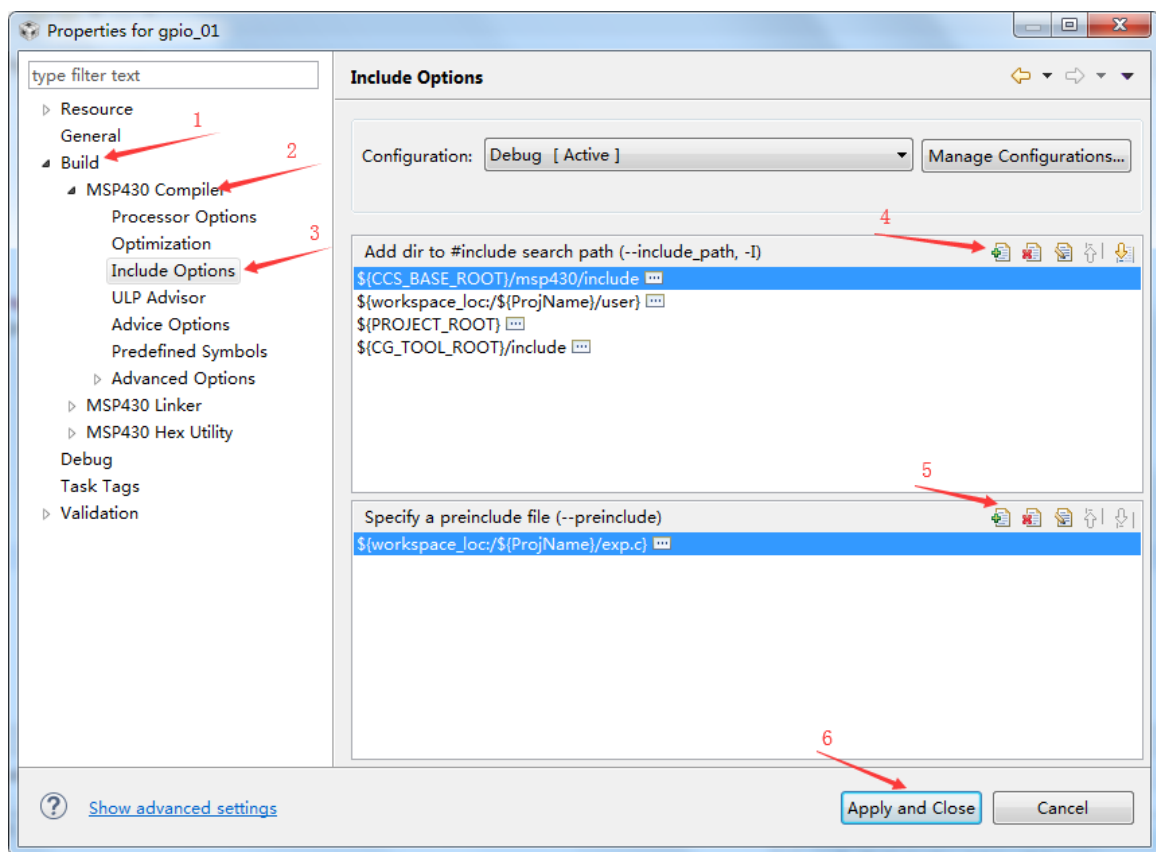 Properties for gpio_01
type filter text
Resource
General
1
Build
2
MSP430 Compiler
Processor Options
Optimization
3
Include Options
ULP Advisor
Advice Options
Predefined Symbols
Advanced Options
MSP430 Linker
MSP430 Hex Utility
Debug
Task Tags
Validation
Include Options
Configuration: Debug [ Active ] Manage Configurations...
4
Add dir to #include search path (--include_path, -I)
${CCS_BASE_ROOT}/msp430/include
${workspace_loc:/${ProjName}/user}
${PROJECT_ROOT}
${CG_TOOL_ROOT}/include
5
Specify a preinclude file (--preinclude)
${workspace_loc:/${ProjName}/exp.c}
6
Show advanced settings
Apply and Close Cancel